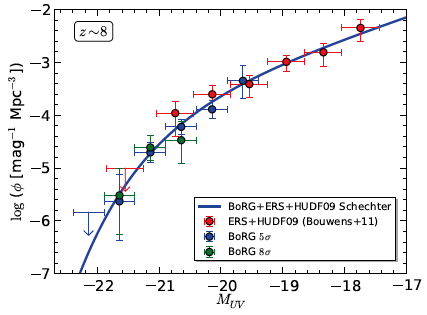 −2
z~8
−3
−4
−5
−6
−7
log (ϕ [mag⁻¹ Mpc⁻³])
BoRG+ERS+HUDF09 Schechter
ERS+HUDF09 (Bouwens+11)
BoRG 5σ
BoRG 8σ
−22 −21 −20 −19 −18 −17
M_UV